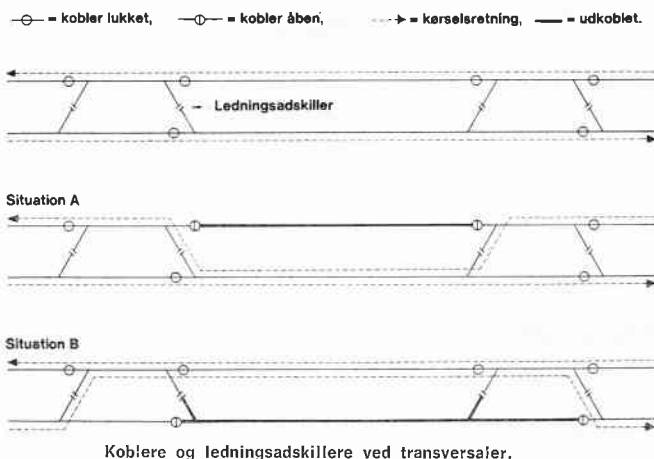 = kobler lukket, = kobler åben, = kørselsretning, = udkoblet.
Ledningsadskiller
Situation A
Situation B
Koblere og ledningsadskillere ved transversaler.